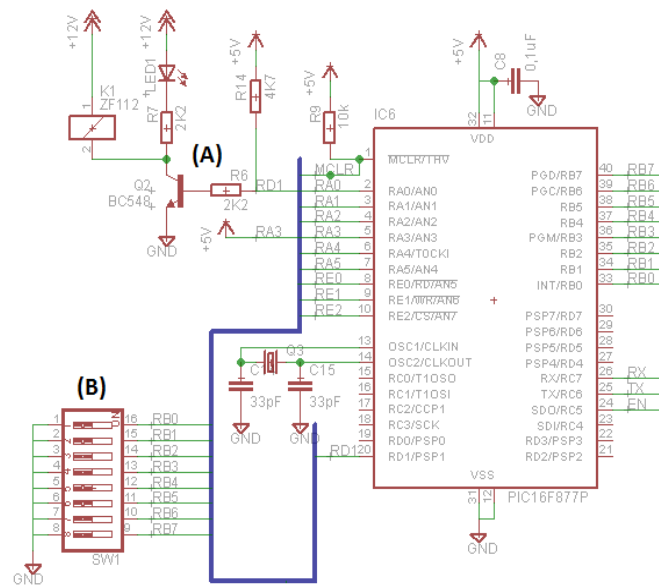 +12V
+12V
+5V
+5V
+5V
C8
0,1uF
GND
K1
ZF112
1
2
LED1
R7
2K2
R14
4K7
R9
10k
IC6
(A)
Q2
BC548
R6
2K2
RD1
GND
+5V
RA3
MCLR
RA0
RA1
RA2
RA3
RA4
RA5
RE0
RE1
RE2
32 11
VDD
1 MCLR/THV
2 RA0/AN0
3 RA1/AN1
4 RA2/AN2
5 RA3/AN3
6 RA4/TOCKI
7 RA5/AN4
8 RE0/RD/AN5
9 RE1/WR/AN6
10 RE2/CS/AN7
13 OSC1/CLKIN
14 OSC2/CLKOUT
15 RC0/T1OSO
16 RC1/T1OSI
17 RC2/CCP1
18 RC3/SCK
19 RD0/PSP0
RD1 20 RD1/PSP1
PGD/RB7 40 RB7
PGC/RB6 39 RB6
RB5 38 RB5
RB4 37 RB4
PGM/RB3 36 RB3
RB2 35 RB2
RB1 34 RB1
INT/RB0 33 RB0
PSP7/RD7 30
PSP6/RD6 29
PSP5/RD5 28
PSP4/RD4 27
RX/RC7 26 RX
TX/RC6 25 TX
SDO/RC5 24 EN
SDI/RC4 23
RD3/PSP3 22
RD2/PSP2 21
VSS
31 12
PIC16F877P
GND
Q3
C15
33pF
33pF
GND
GND
(B)
ON
1 16 RB0
2 15 RB1
3 14 RB2
4 13 RB3
5 12 RB4
6 11 RB5
7 10 RB6
8 9 RB7
SW1
GND